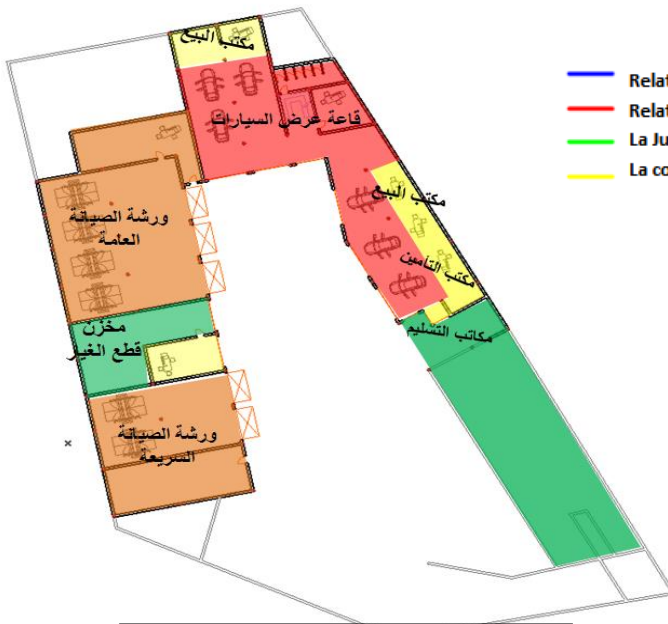 مكتب البيع
قاعة عرض السيارات
Relat
Relat
La Ju
La co
مكتب البيع
ورشة الصيانة
العامة
مكتب التأمين
مخزن
قطع الغيار
مكاتب التسليم
ورشة الصيانة
السريعة